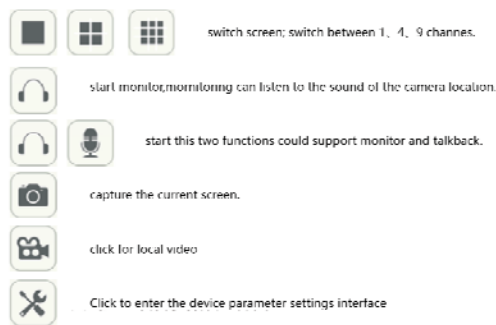 switch screen; switch between 1、4、9 channes.
start monitor,mornitoring can listen to the sound of the camera location.
start this two functions could support monitor and talkback.
capture the current screen.
click for local video
Click to enter the device parameter settings interface